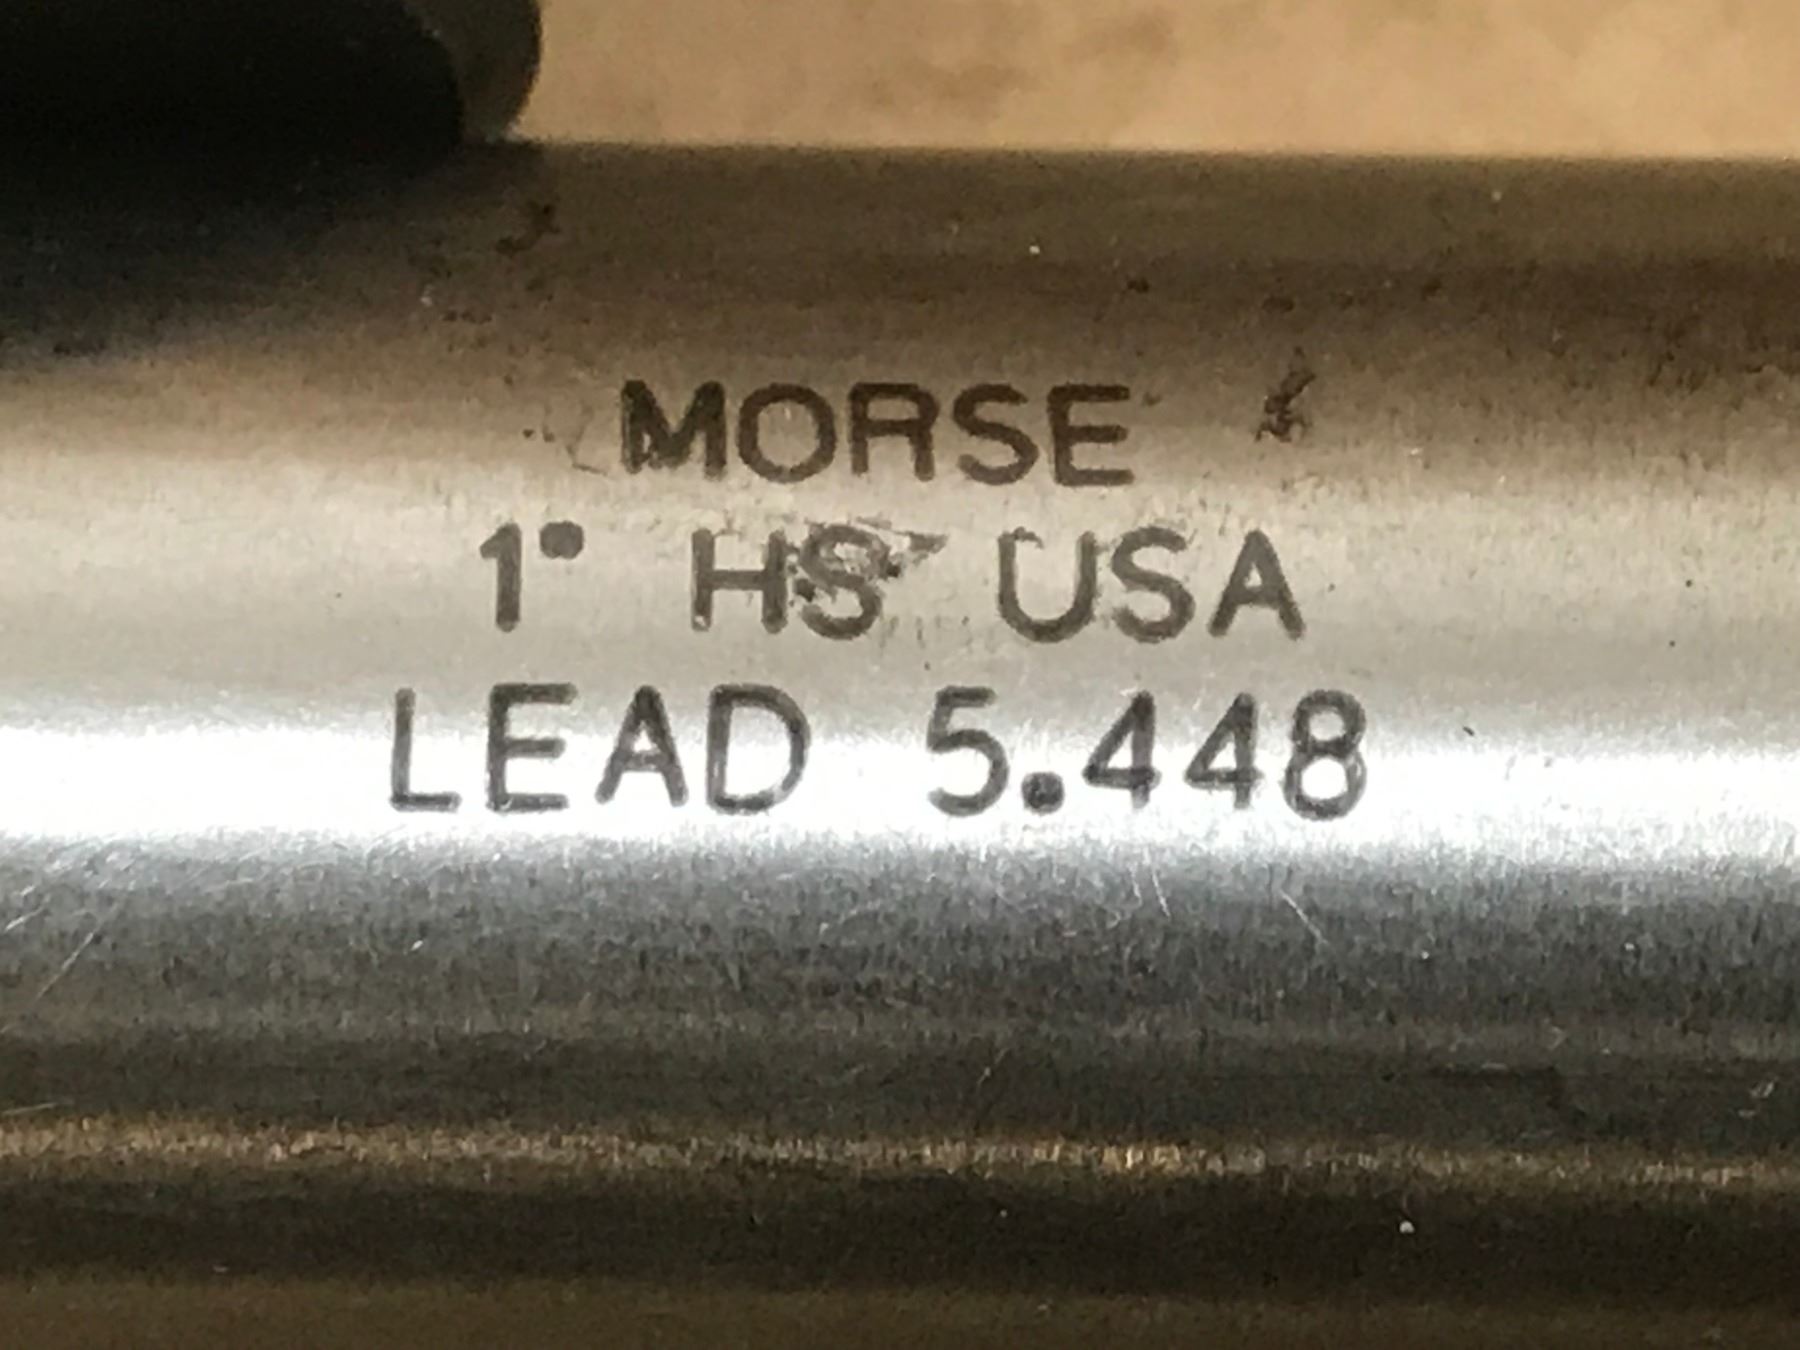 MORSE
1" HS USA
LEAD 5.448